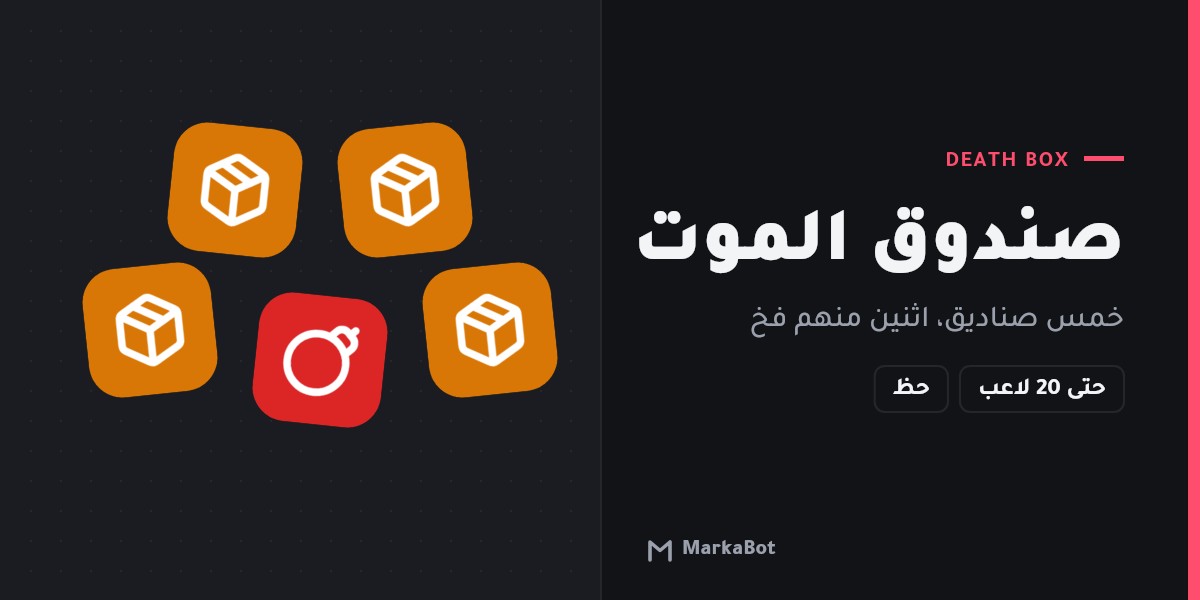 DEATH BOX
صندوق الموت
خمس صناديق، اثنين منهم فخ
حتى 20 لاعب
حظ
MarkaBot